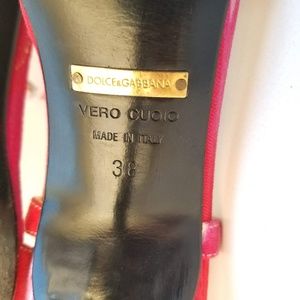 DOLCE&GABBANA
VERO CUOIO
MADE IN ITALY
38